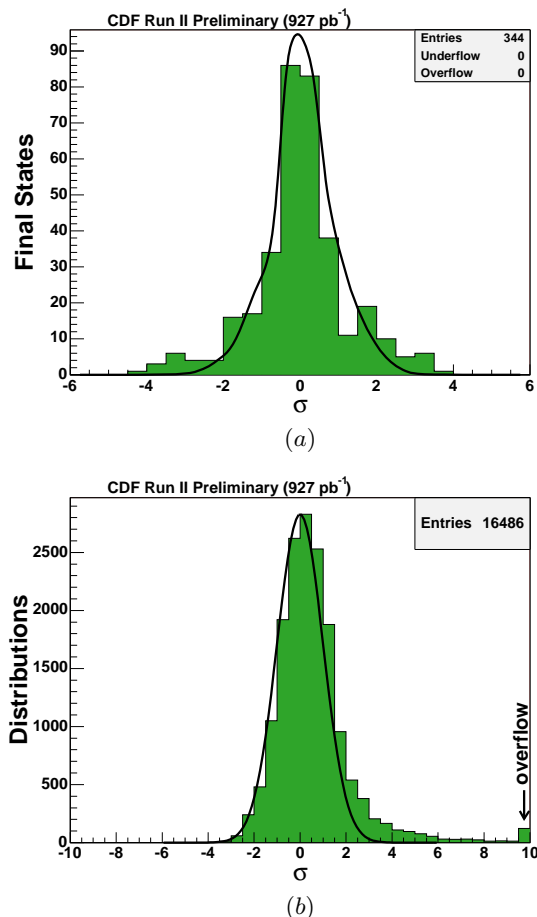 CDF Run II Preliminary (927 pb⁻¹)
Entries 344
Underflow 0
Overflow 0
Final States
90
80
70
60
50
40
30
20
10
0
-6 -4 -2 0 2 4 6
σ
(a)
CDF Run II Preliminary (927 pb⁻¹)
Entries 16486
Distributions
2500
2000
1500
1000
500
0
overflow
-10 -8 -6 -4 -2 0 2 4 6 8 10
σ
(b)